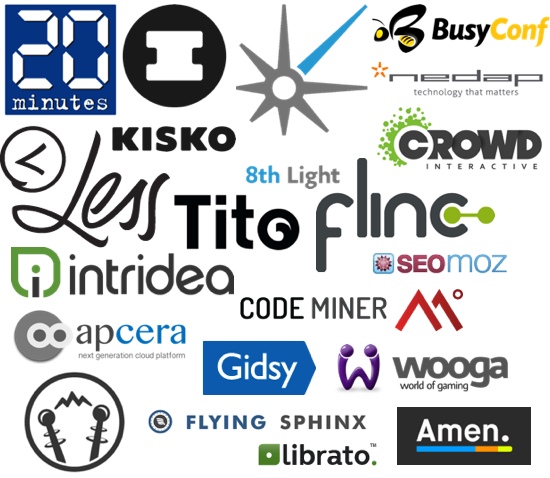 20
minutes
BusyConf
nedap
technology that matters
KISKO
CROWD
INTERACTIVE
Less
8th Light
Tito
flinc
intridea
SEOmoz
CODE MINER
apcera
next generation cloud platform
Gidsy
wooga
world of gaming
FLYING SPHINX
Amen.
librato.™